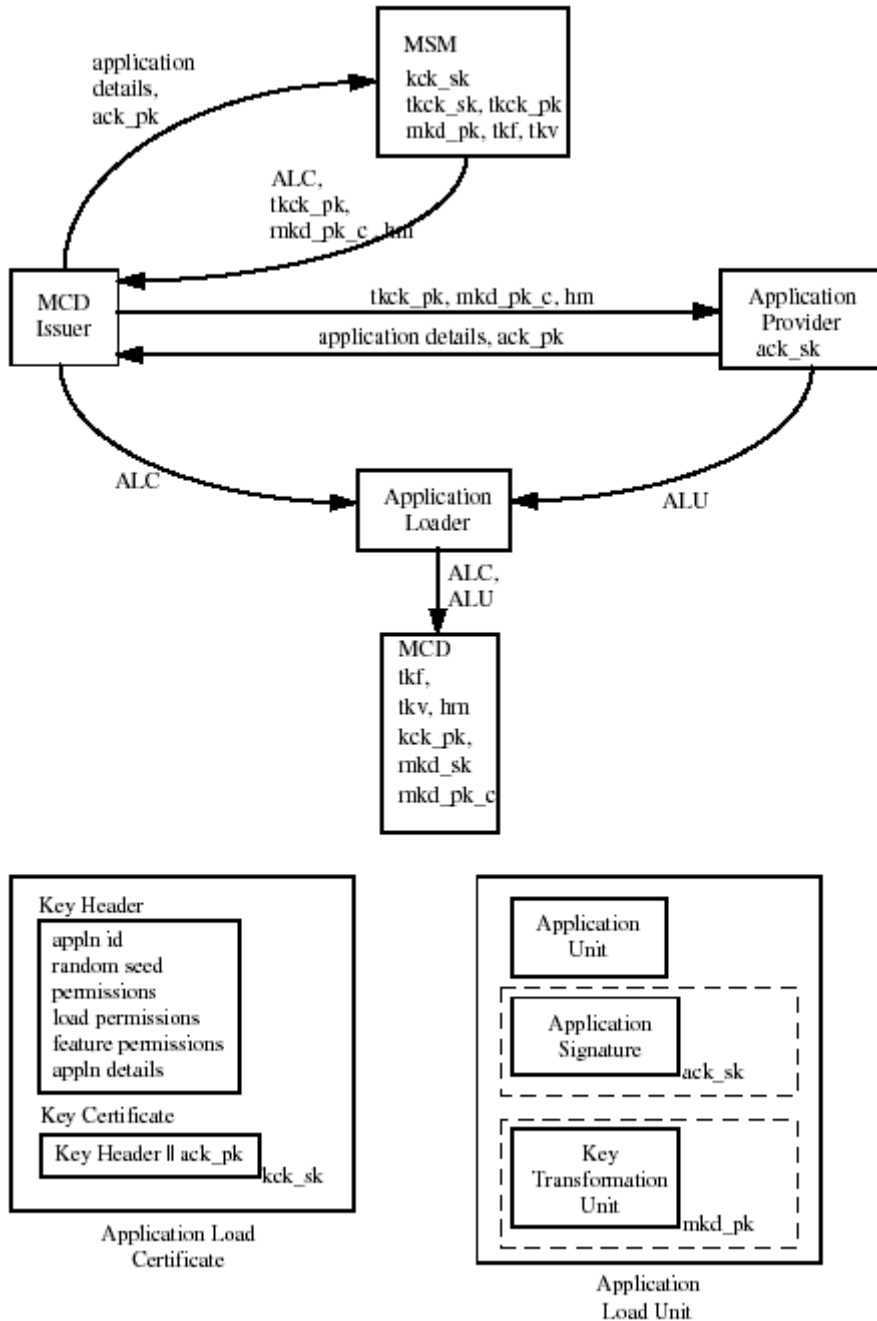 MSM
kck_sk
tkck_sk, tkck_pk
mkd_pk, tkf, tkv
application
details,
ack_pk
ALC,
tkck_pk,
mkd_pk_c , hm
MCD
Issuer
tkck_pk, mkd_pk_c, hm
application details, ack_pk
Application
Provider
ack_sk
ALC
Application
Loader
ALU
ALC,
ALU
MCD
tkf,
tkv, hm
kck_pk,
mkd_sk
mkd_pk_c
Key Header
appln id
random seed
permissions
load permissions
feature permissions
appln details
Key Certificate
Key Header || ack_pk
kck_sk
Application Load
Certificate
Application
Unit
Application
Signature
ack_sk
Key
Transformation
Unit
mkd_pk
Application
Load Unit